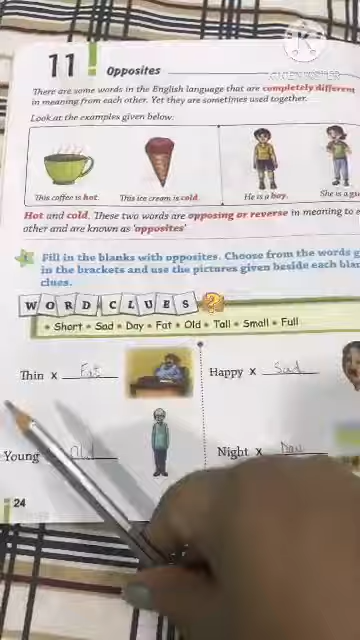 KINEMASTER
11 Opposites
There are some words in the English language that are completely different
in meaning from each other. Yet they are sometimes used together.
Look at the examples given below.
This coffee is hot. This ice cream is cold. He is a boy. She is a
Hot and cold. These two words are opposing or reverse in meaning to
other and are known as 'opposites'
Fill in the blanks with opposites. Choose from the words
in the brackets and use the pictures given beside each
clues.
WORD CLUES ?
• Short • Sad • Day • Fat • Old • Tall • Small • Full
Thin x Fat Happy x Sad
Young Old Night x Day
24